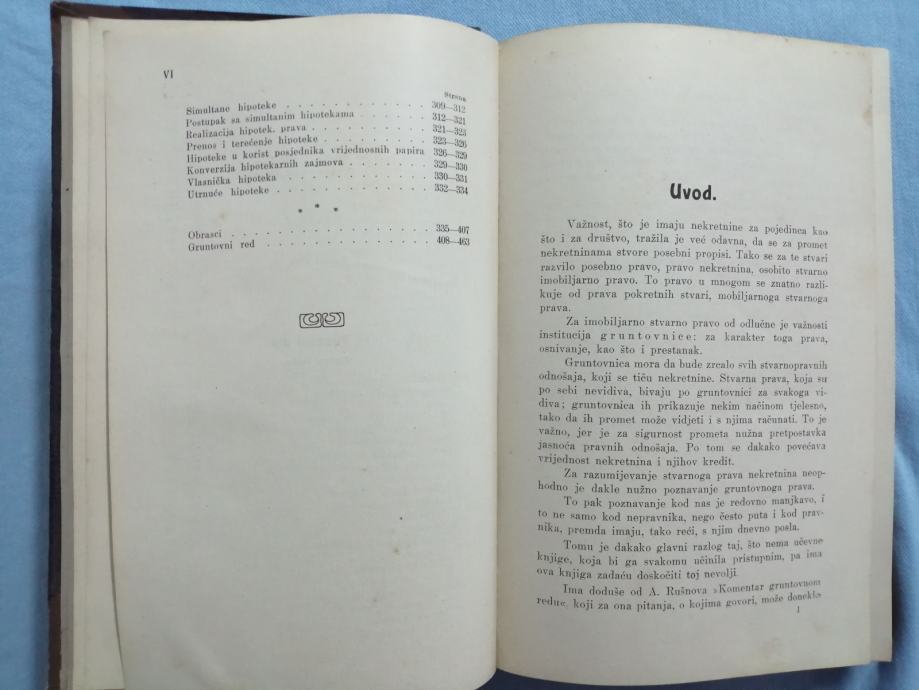 VI
Strana
Simultane hipoteke . . . . . . . . . . . . 309—312
Postupak sa simultanim hipotekama . . . . . 312—321
Realizacija hipotek. prava . . . . . . . . . 321—323
Prenos i terećenje hipoteke . . . . . . . . 323—326
Hipoteke u korist posjednika vrijednosnih papira 326—329
Konverzija hipotekarnih zajmova . . . . . . 329—330
Vlasnička hipoteka . . . . . . . . . . . . 330—331
Utrnuće hipoteke . . . . . . . . . . . . . 332—334
* * *
Obrasci . . . . . . . . . . . . . . . . 335—407
Gruntovni red . . . . . . . . . . . . . . 408—463
Uvod.
Važnost, što je imaju nekretnine za pojedinca kao
što i za društvo, tražila je već odavna, da se za promet
nekretninama stvore posebni propisi. Tako se za te stvari
razvilo posebno pravo, pravo nekretnina, osobito stvarno
imobiljarno pravo. To pravo u mnogom se znatno razli-
kuje od prava pokretnih stvari, mobiljarnoga stvarnoga
prava.
Za imobiljarno stvarno pravo od odlučne je važnosti
institucija gruntovnice: za karakter toga prava,
osnivanje, kao što i prestanak.
Gruntovnica mora da bude zrcalo svih stvarnopravnih
odnošaja, koji se tiču nekretnine. Stvarna prava, koja su
po sebi nevidiva, bivaju po gruntovnici za svakoga vi-
diva; gruntovnica ih prikazuje nekim načinom tjelesno,
tako da ih promet može vidjeti i s njima računati. To je
važno, jer je za sigurnost prometa nužna pretpostavka
jasnoća pravnih odnošaja. Po tom se dakako povećava
vrijednost nekretnina i njihov kredit.
Za razumijevanje stvarnoga prava nekretnina neop-
hodno je dakle nužno poznavanje gruntovnoga prava.
To pak poznavanje kod nas je redovno manjkavo, i
to ne samo kod nepravnika, nego često puta i kod prav-
nika, premda imaju, tako reći, s njim dnevno posla.
Tomu je dakako glavni razlog taj, što nema učevne
knjige, koja bi ga svakomu učinila pristupnim, pa ima
ova knjiga zadaću doskočiti toj nevolji.
Ima doduše od A. Rušnova »Komentar gruntovnom
redu«, koji za ona pitanja, o kojima govori, može donekle
1